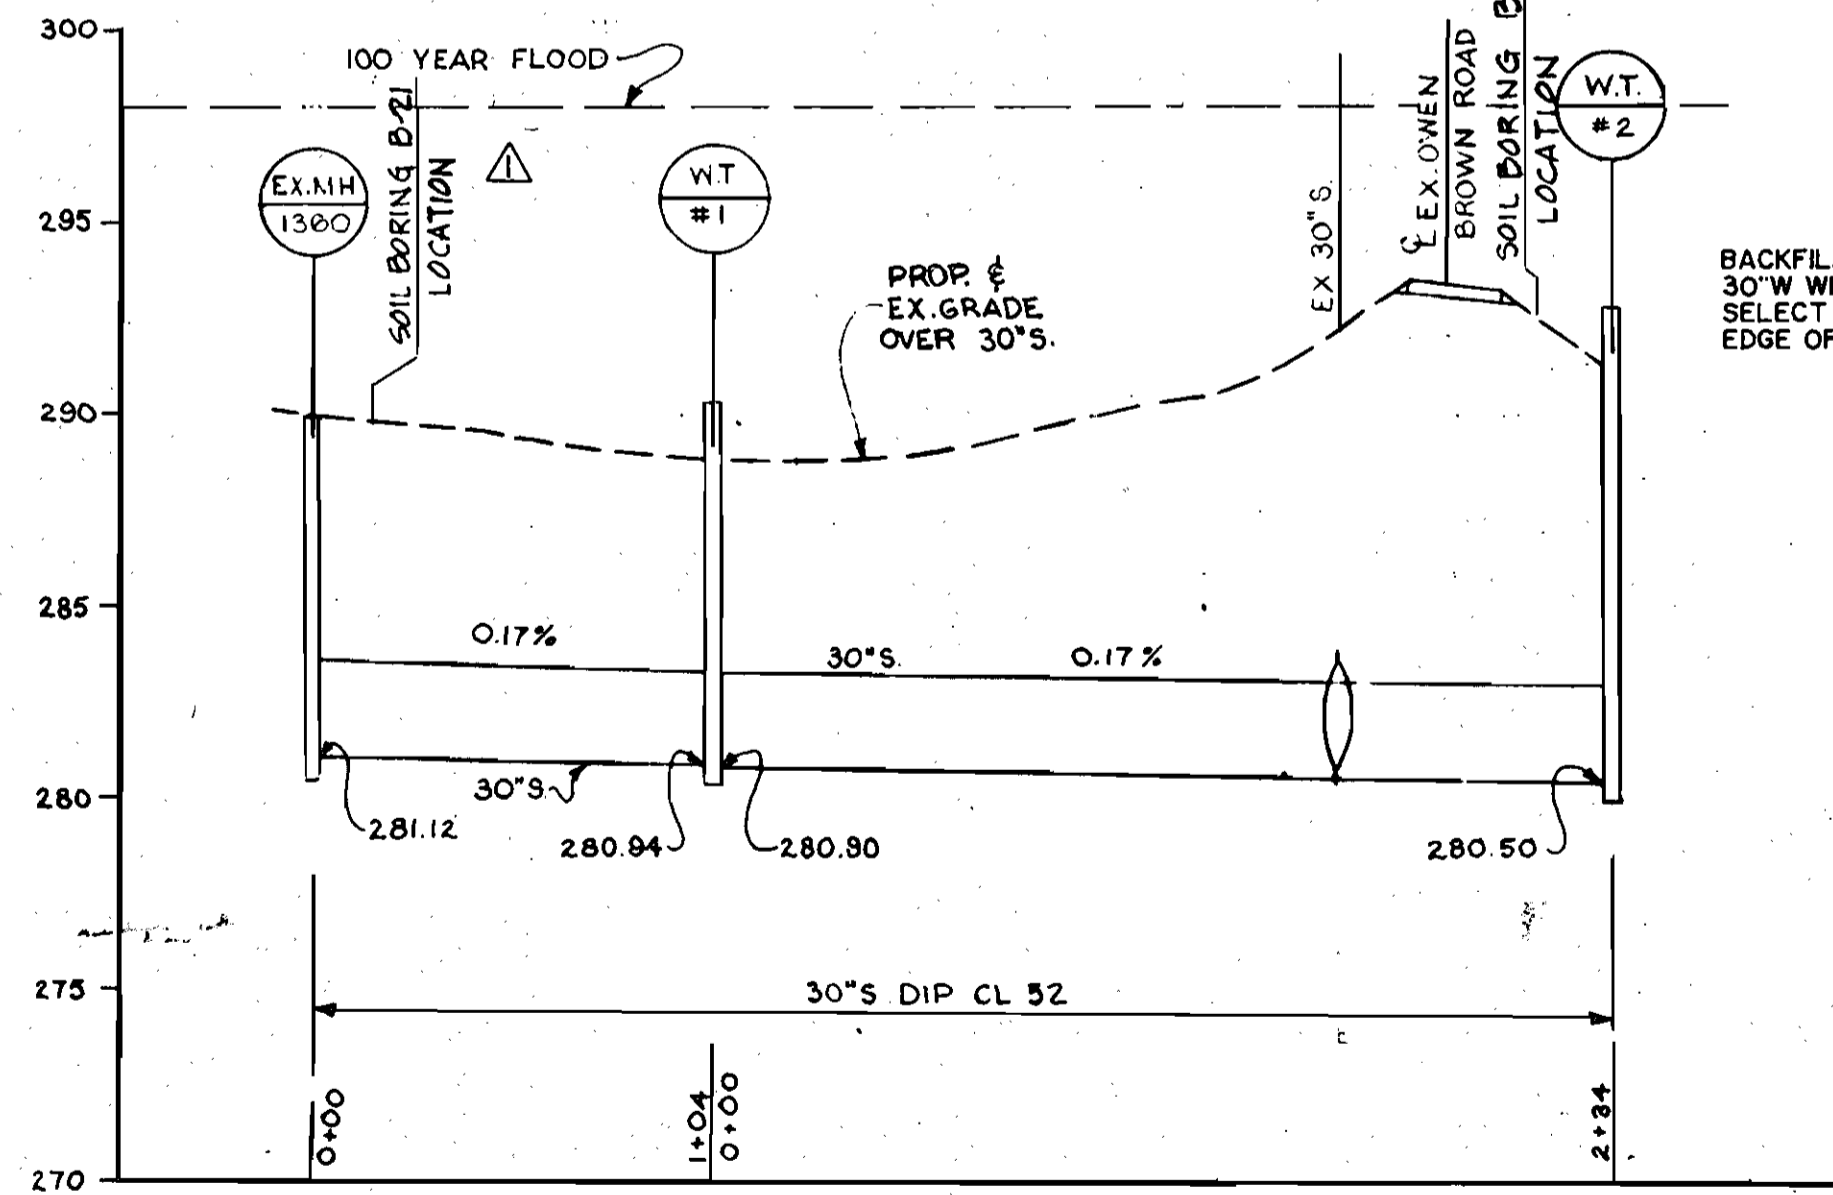 300
100 YEAR FLOOD
295
290
285
280
275
270
EX.MH
1360
SOIL BORING B-21
LOCATION
1
W.T
#1
PROP. &
EX.GRADE
OVER 30"S.
EX 30"S.
℄ EX.OWEN
BROWN ROAD
SOIL BORING B
LOCATION
W.T.
#2
BACKFIL
30"W WI
SELECT
EDGE OF
0.17%
30"S.
0.17%
30"S.
281.12
280.94
280.90
280.50
30"S DIP CL 52
0+00
1+04
0+00
2+34